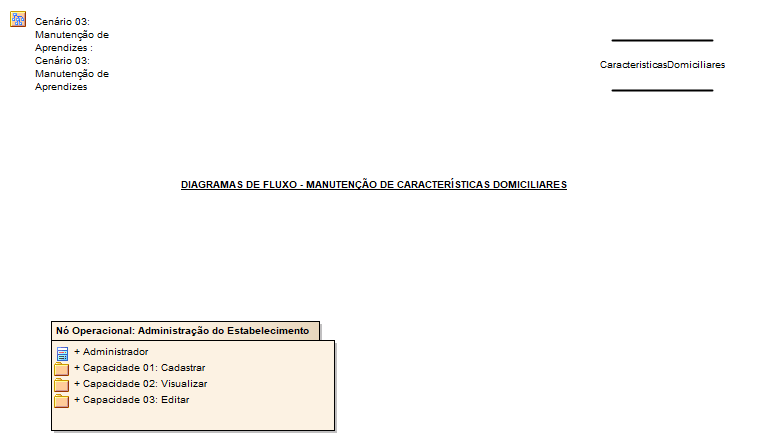 Cenário 03:
Manutenção de
Aprendizes :
Cenário 03:
Manutenção de
Aprendizes
CaracteristicasDomiciliares
DIAGRAMAS DE FLUXO - MANUTENÇÃO DE CARACTERÍSTICAS DOMICILIARES
Nó Operacional: Administração do Estabelecimento
+ Administrador
+ Capacidade 01: Cadastrar
+ Capacidade 02: Visualizar
+ Capacidade 03: Editar